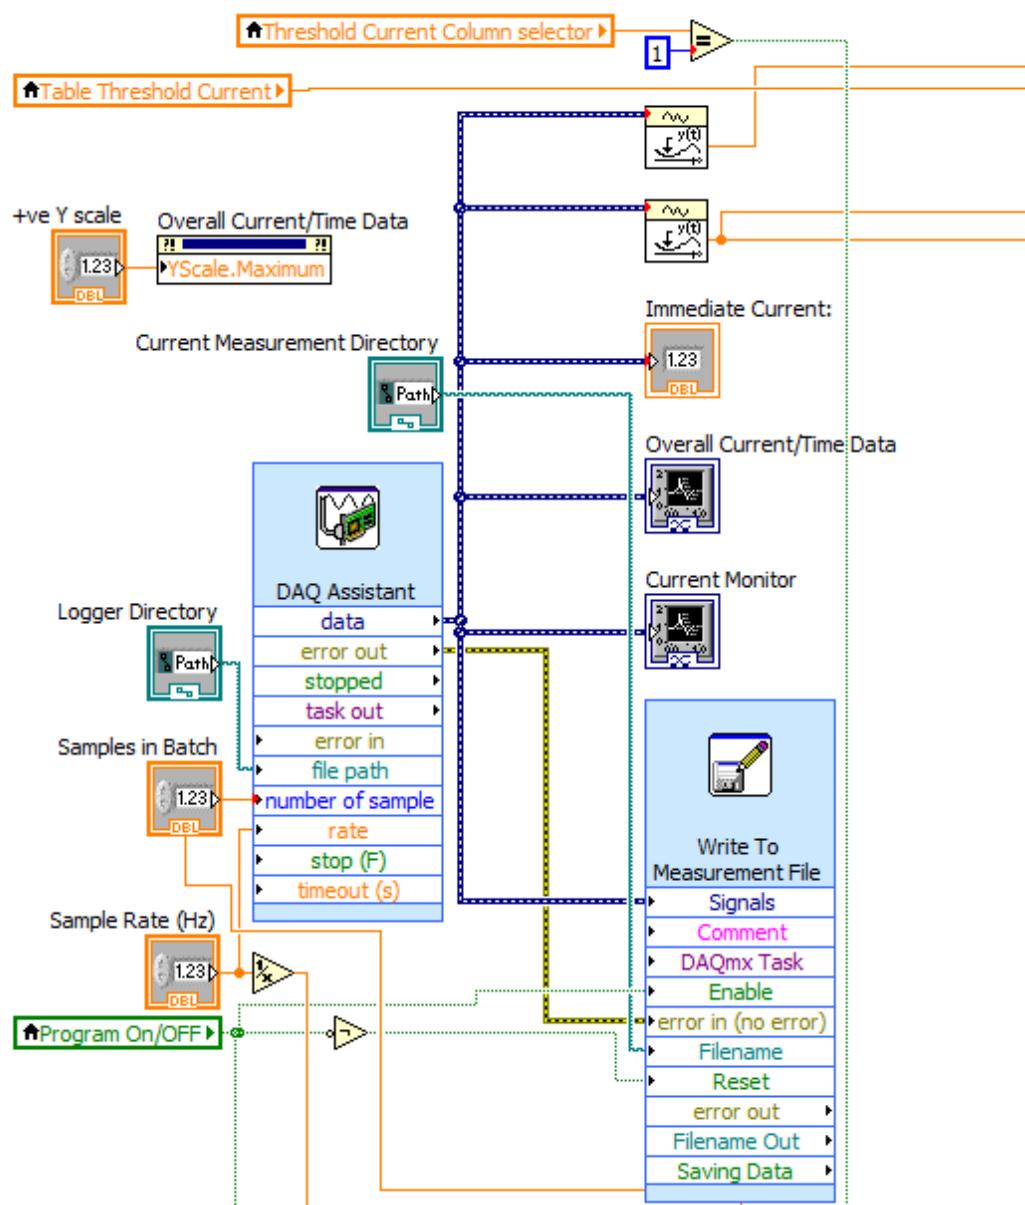 Threshold Current Column selector
=
1
Table Threshold Current
y(t)
+ve Y scale
Overall Current/Time Data
y(t)
?! ?!
1.23
YScale.Maximum
DBL
Immediate Current:
Current Measurement Directory
1.23
Path
DBL
Overall Current/Time Data
DAQ Assistant
Current Monitor
Logger Directory
data
error out
Path
stopped
task out
error in
Samples in Batch
file path
1.23
number of sample
DBL
rate
Write To
Measurement File
stop (F)
timeout (s)
Signals
Sample Rate (Hz)
Comment
1.23
1/x
DAQmx Task
DBL
Enable
Program On/OFF
error in (no error)
Filename
Reset
error out
Filename Out
Saving Data